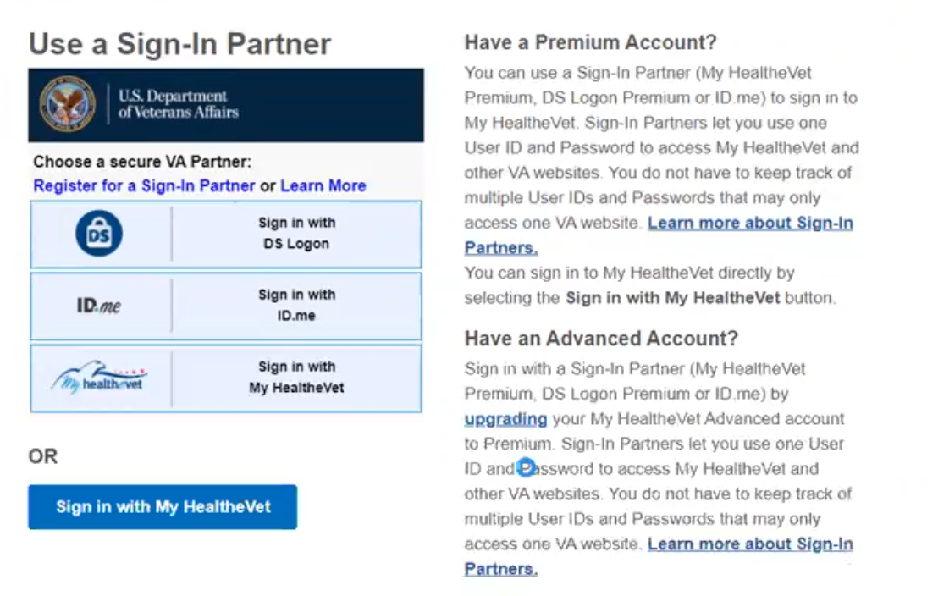 Use a Sign-In Partner
U.S. Department
of Veterans Affairs
Choose a secure VA Partner:
Register for a Sign-In Partner or Learn More
DS
Sign in with
DS Logon
ID.me
Sign in with
ID.me
My healthevet
Sign in with
My HealtheVet
OR
Sign in with My HealtheVet
Have a Premium Account?
You can use a Sign-In Partner (My HealtheVet
Premium, DS Logon Premium or ID.me) to sign in to
My HealtheVet. Sign-In Partners let you use one
User ID and Password to access My HealtheVet and
other VA websites. You do not have to keep track of
multiple User IDs and Passwords that may only
access one VA website. Learn more about Sign-In
Partners.
You can sign in to My HealtheVet directly by
selecting the Sign in with My HealtheVet button.
Have an Advanced Account?
Sign in with a Sign-In Partner (My HealtheVet
Premium, DS Logon Premium or ID.me) by
upgrading your My HealtheVet Advanced account
to Premium. Sign-In Partners let you use one User
ID and Password to access My HealtheVet and
other VA websites. You do not have to keep track of
multiple User IDs and Passwords that may only
access one VA website. Learn more about Sign-In
Partners.